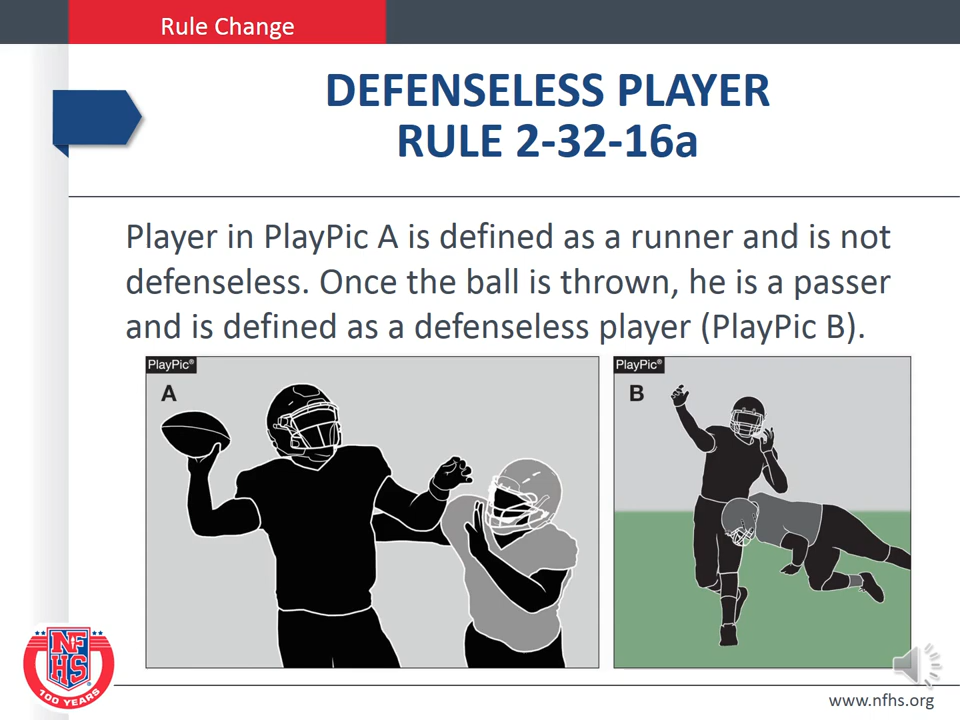 Rule Change
DEFENSELESS PLAYER
RULE 2-32-16a
Player in PlayPic A is defined as a runner and is not
defenseless. Once the ball is thrown, he is a passer
and is defined as a defenseless player (PlayPic B).
PlayPic®
A
PlayPic®
B
NF
HS
100 YEARS
www.nfhs.org